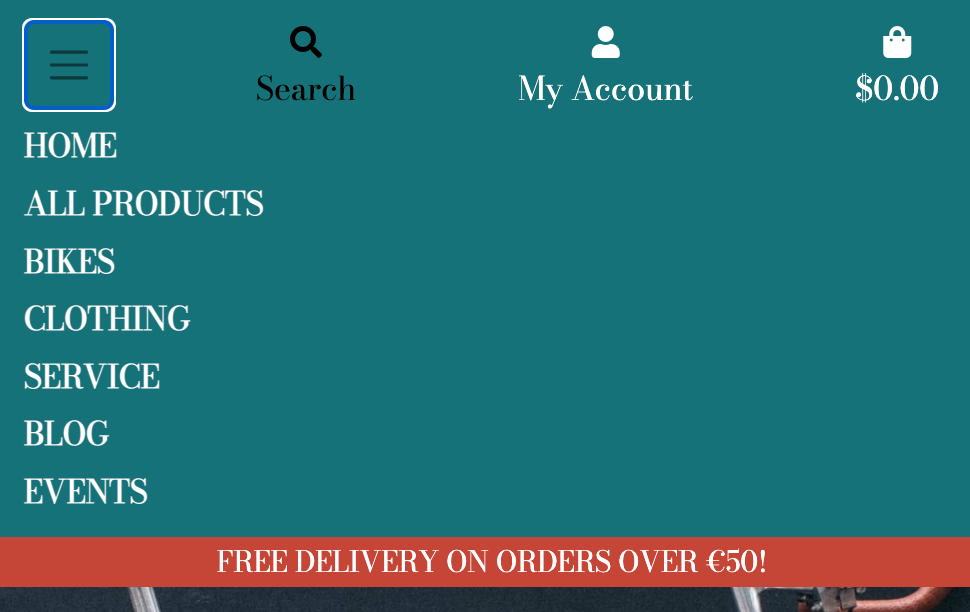 Search
My Account
$0.00
HOME
ALL PRODUCTS
BIKES
CLOTHING
SERVICE
BLOG
EVENTS
FREE DELIVERY ON ORDERS OVER €50!